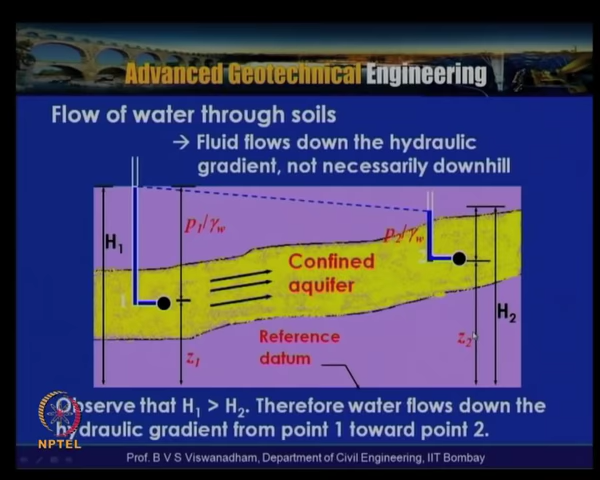 Advanced Geotechnical Engineering
Flow of water through soils
→ Fluid flows down the hydraulic
gradient, not necessarily downhill
H₁
p₁/γw
p₂/γw
Confined
aquifer
H₂
z₁
z₂
Reference
datum
Observe that H₁ > H₂. Therefore water flows down the
hydraulic gradient from point 1 toward point 2.
NPTEL
Prof. B V S Viswanadham, Department of Civil Engineering, IIT Bombay